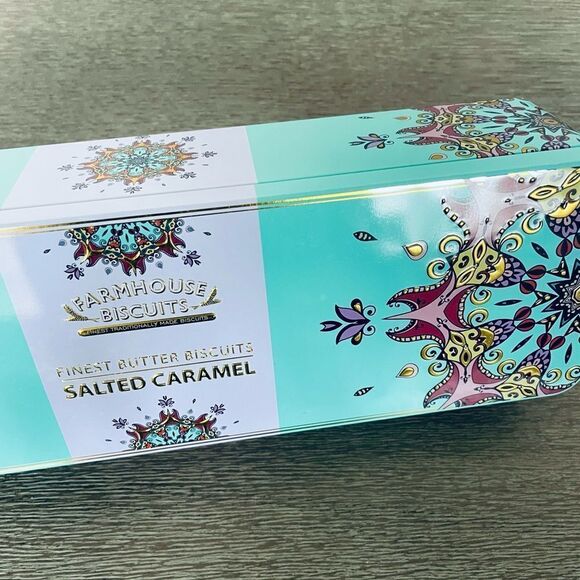 FARMHOUSE
BISCUITS
FINEST TRADITIONALLY MADE BISCUITS
FINEST BUTTER BISCUITS
SALTED CARAMEL